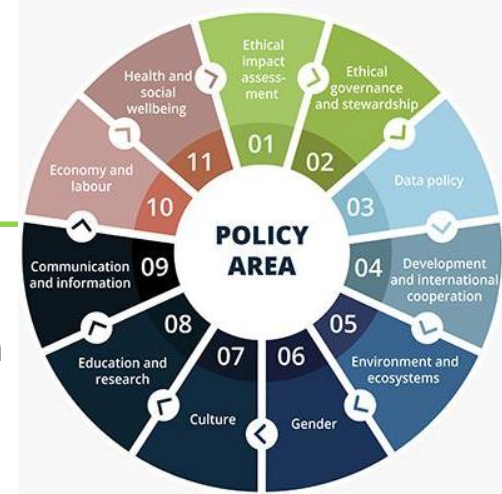 POLICY
AREA
Ethical
impact
assess-
ment
01
Ethical
governance
and stewardship
02
Data policy
03
Development
and international
cooperation
04
Environment and
ecosystems
05
Gender
06
Culture
07
Education and
research
08
Communication
and information
09
Economy and
labour
10
Health and
social
wellbeing
11